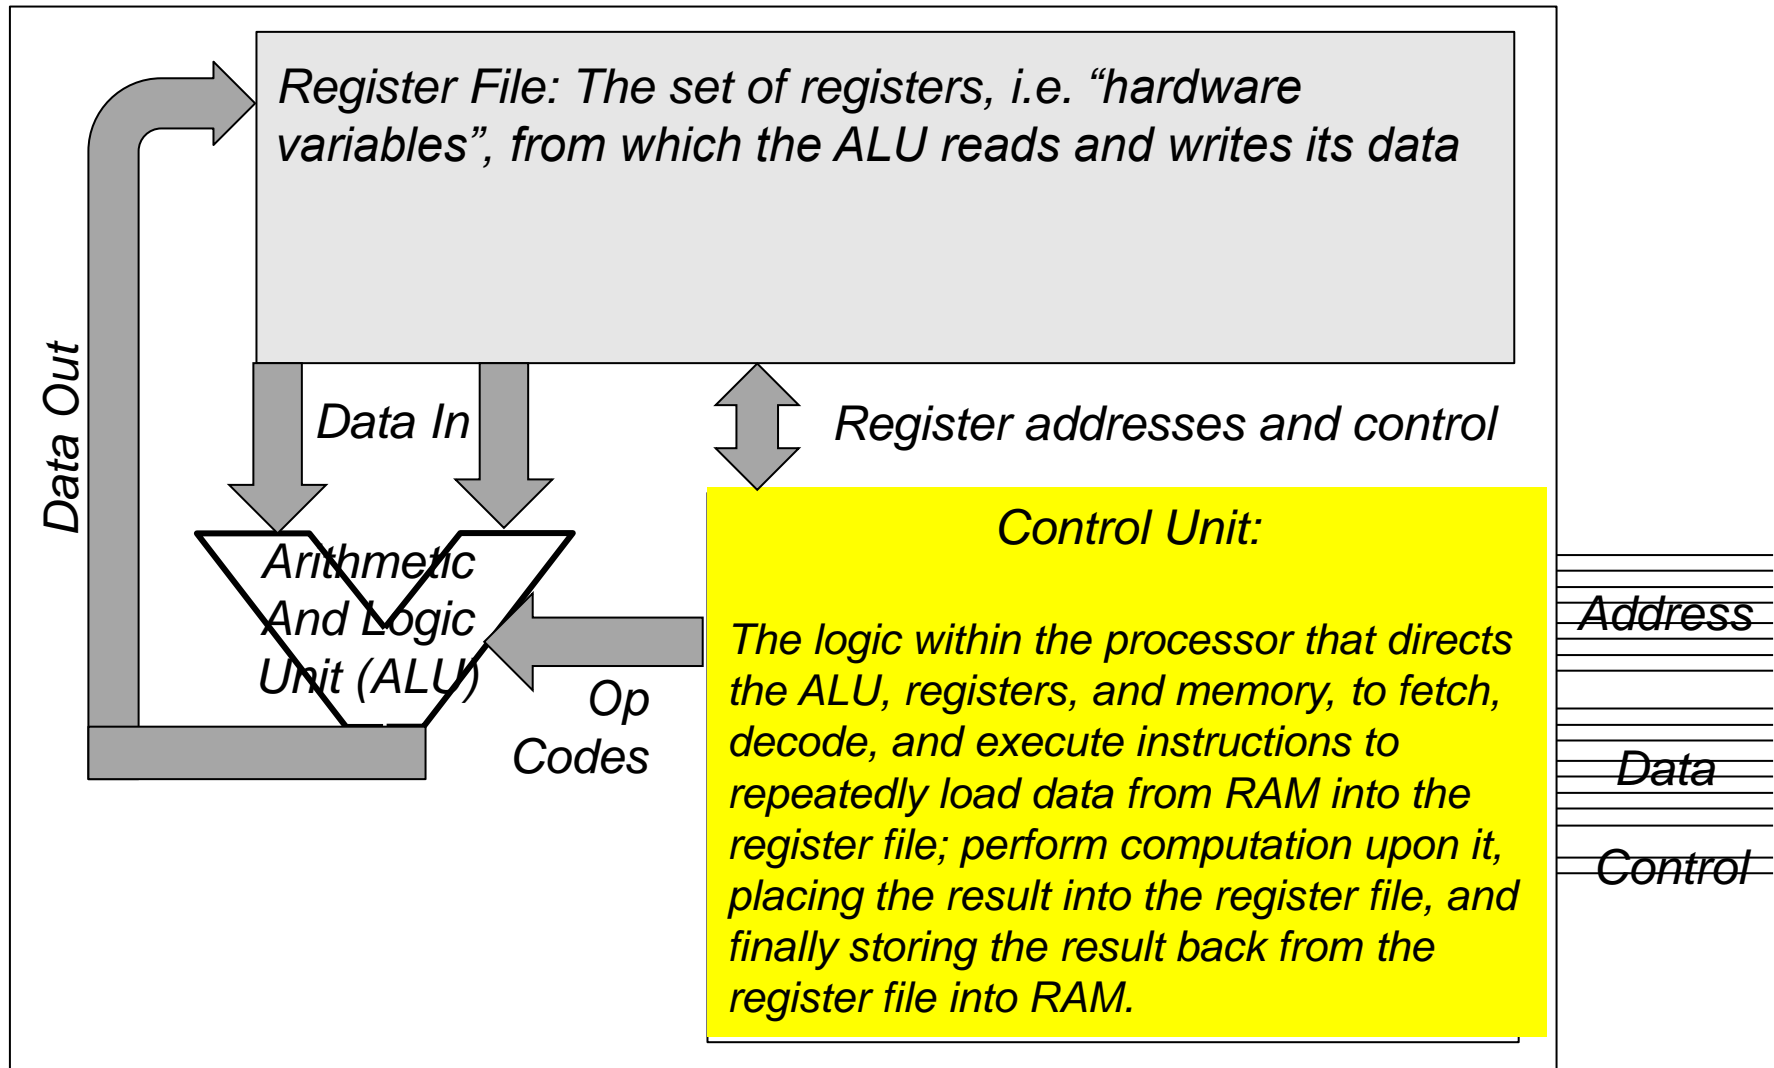 Register File: The set of registers, i.e. “hardware
variables”, from which the ALU reads and writes its data
Data Out
Data In
Register addresses and control
Arithmetic
And Logic
Unit (ALU)
Op
Codes
Control Unit:
The logic within the processor that directs
the ALU, registers, and memory, to fetch,
decode, and execute instructions to
repeatedly load data from RAM into the
register file; perform computation upon it,
placing the result into the register file, and
finally storing the result back from the
register file into RAM.
Address
Data
Control